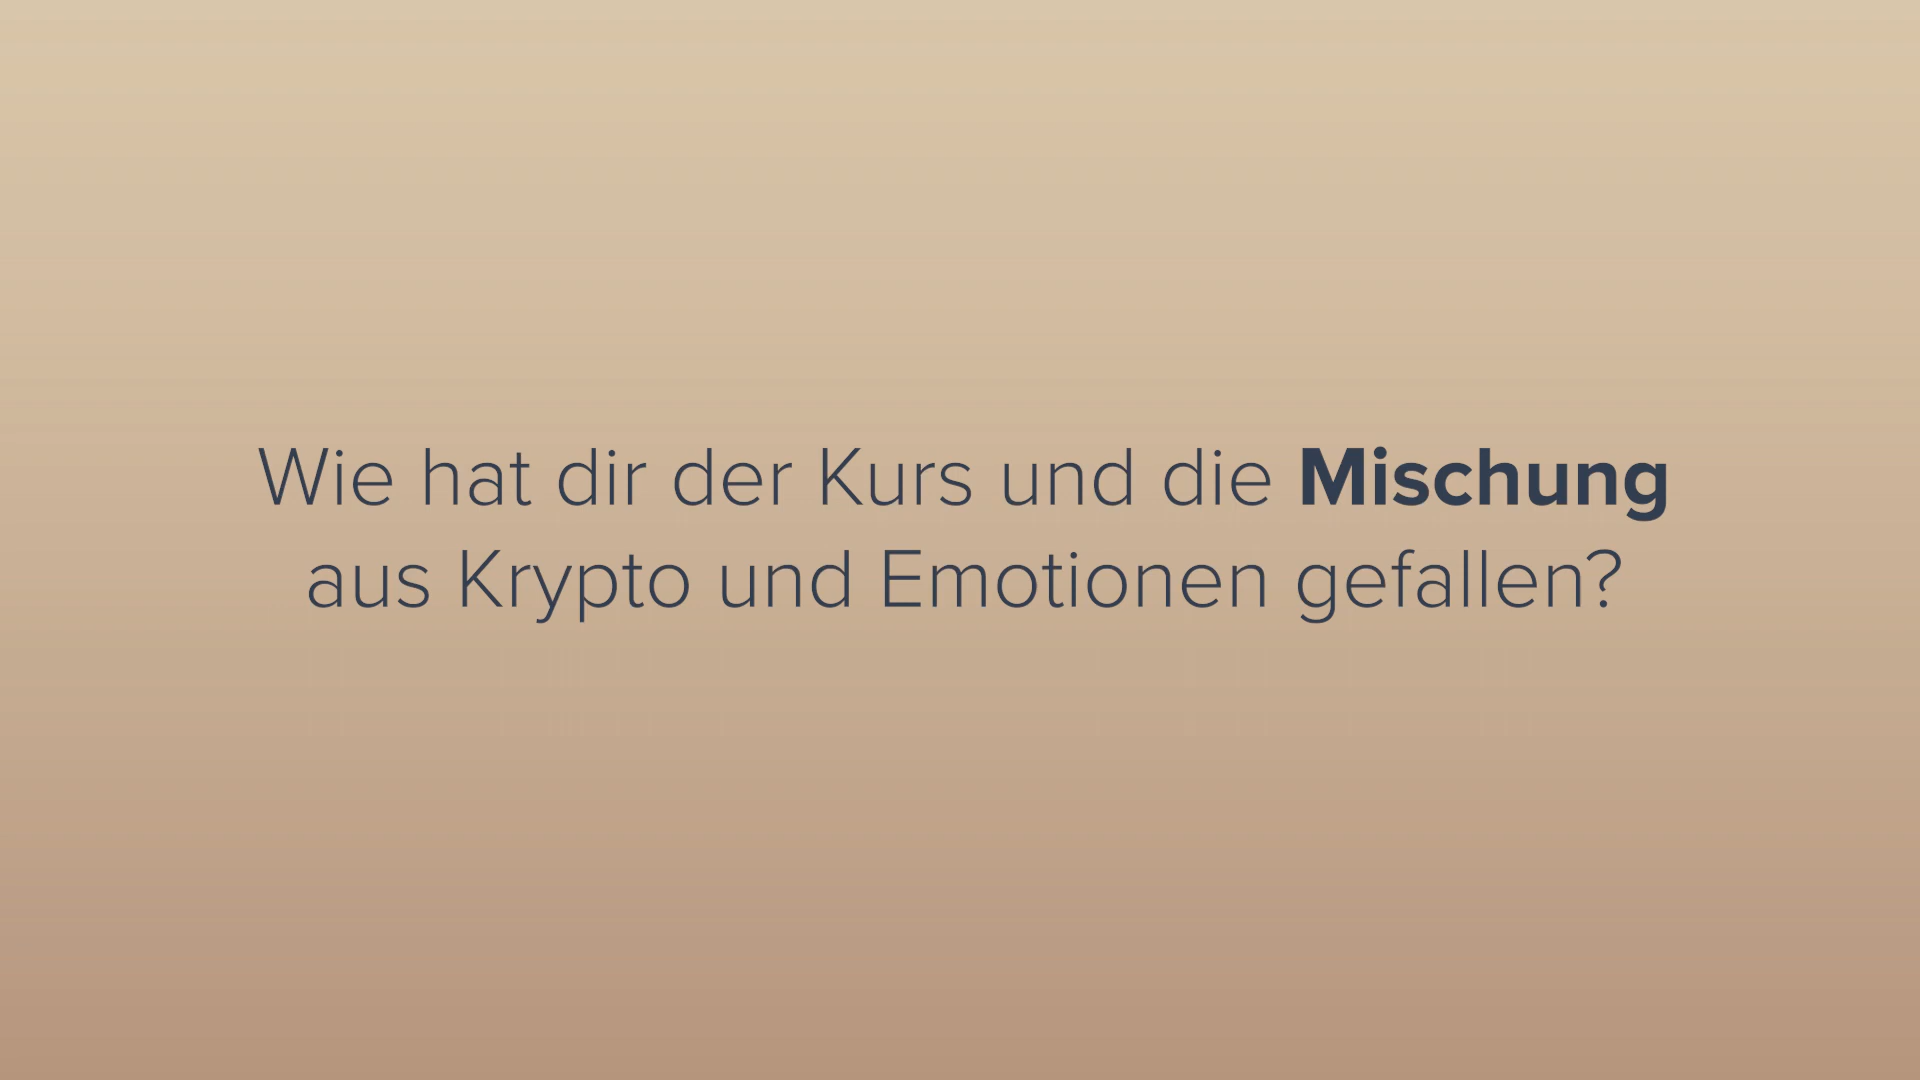 Wie hat dir der Kurs und die Mischung
aus Krypto und Emotionen gefallen?